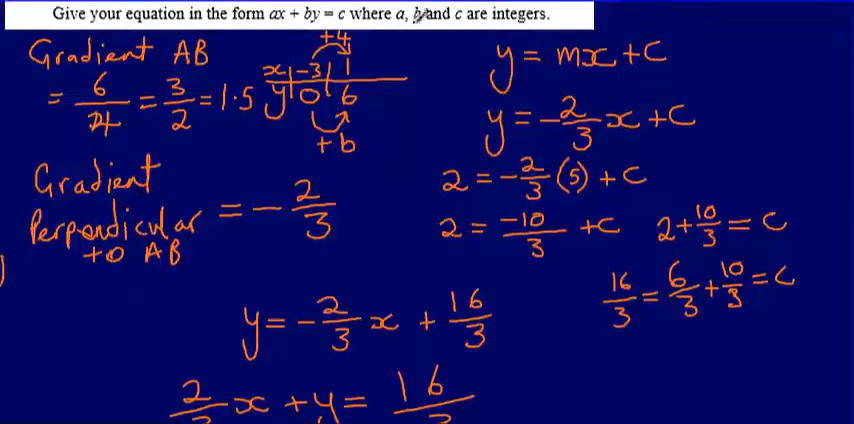 Give your equation in the form ax + by = c where a, b and c are integers.
Gradient AB
= 6/4 = 3/2 = 1.5
+4
x | -3 | 1
y | 0 | 6
+6
Gradient
Perpendicular = -2/3
to AB
y = mx + c
y = -2/3 x + c
2 = -2/3 (5) + c
2 = -10/3 + c
2 + 10/3 = c
16/3 = 6/3 + 10/3 = c
y = -2/3 x + 16/3
2/3 x + y = 16/3